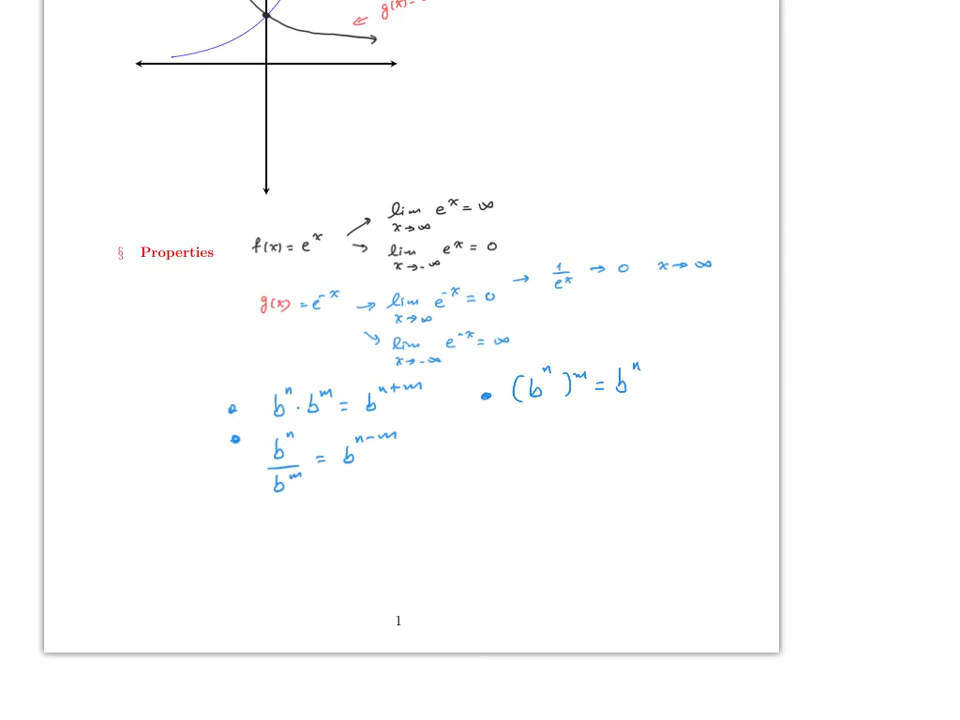 ⇐ g(x)=
lim e^x = ∞
x→∞
§ Properties f(x) = e^x
lim e^x = 0
x→-∞
g(x) = e^-x → lim e^-x = 0 → 1/e^x → 0 x→∞
x→∞
lim e^-x = ∞
x→-∞
• b^n · b^m = b^n+m
• (b^n)^m = b^n
• b^n/b^m = b^n-m
1